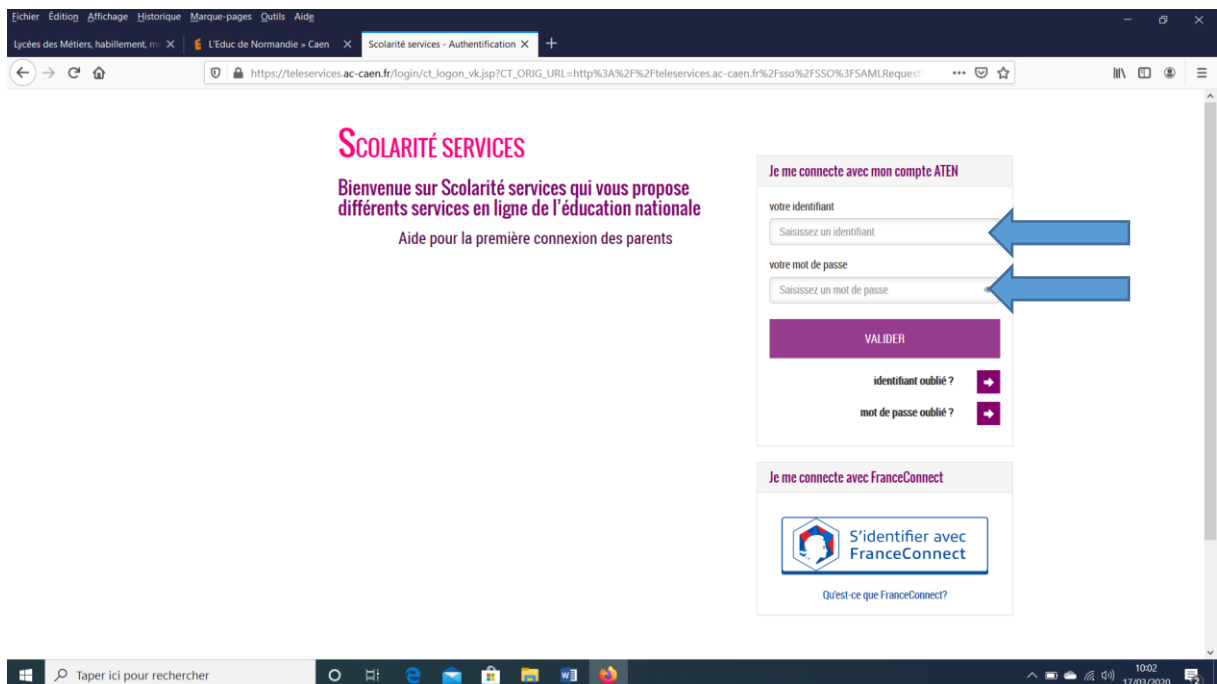 Fichier Édition Affichage Historique Marque-pages Outils Aide
Lycées des Métiers, habillement, mo
L'Educ de Normandie » Caen
Scolarité services - Authentification
https://teleservices.ac-caen.fr/login/ct_logon_vk.jsp?CT_ORIG_URL=http%3A%2F%2Fteleservices.ac-caen.fr%2Fsso%2FSSO%3FSAMLRequest
SCOLARITÉ SERVICES
Bienvenue sur Scolarité services qui vous propose
différents services en ligne de l'éducation nationale
Aide pour la première connexion des parents
Je me connecte avec mon compte ATEN
votre identifiant
Saisissez un identifiant
votre mot de passe
Saisissez un mot de passe
VALIDER
identifiant oublié ?
mot de passe oublié ?
Je me connecte avec FranceConnect
S'identifier avec
FranceConnect
Qu'est-ce que FranceConnect?
Taper ici pour rechercher
10:02
17/03/2020
2